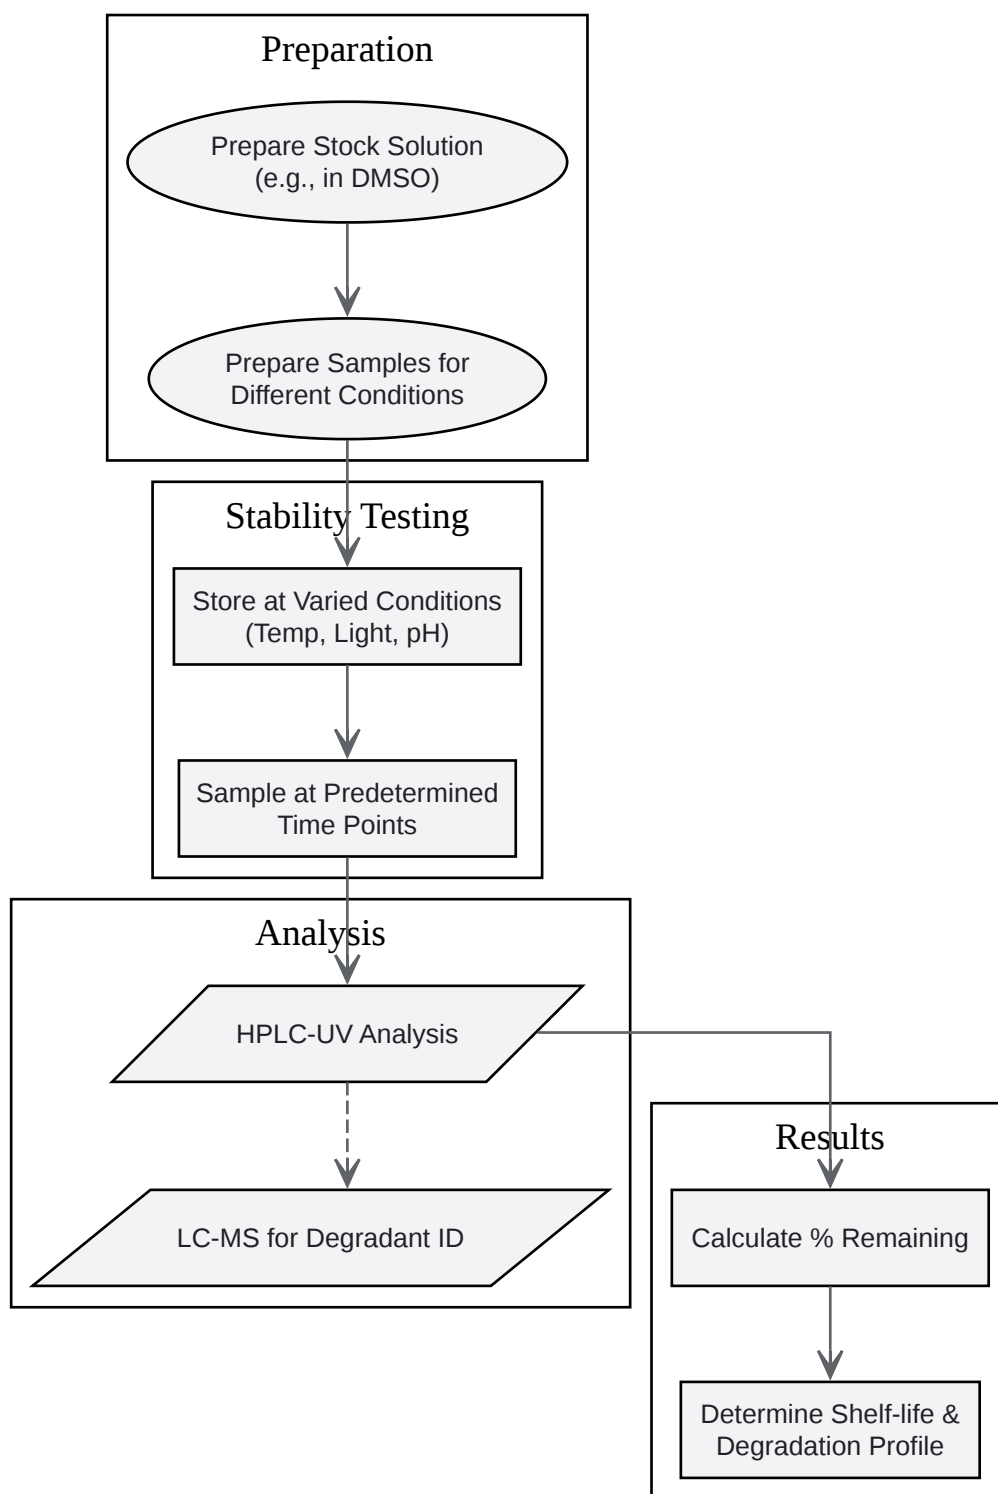 Preparation
Prepare Stock Solution
(e.g., in DMSO)
Prepare Samples for
Different Conditions
Stability Testing
Store at Varied Conditions
(Temp, Light, pH)
Sample at Predetermined
Time Points
Analysis
HPLC-UV Analysis
LC-MS for Degradant ID
Results
Calculate % Remaining
Determine Shelf-life &
Degradation Profile